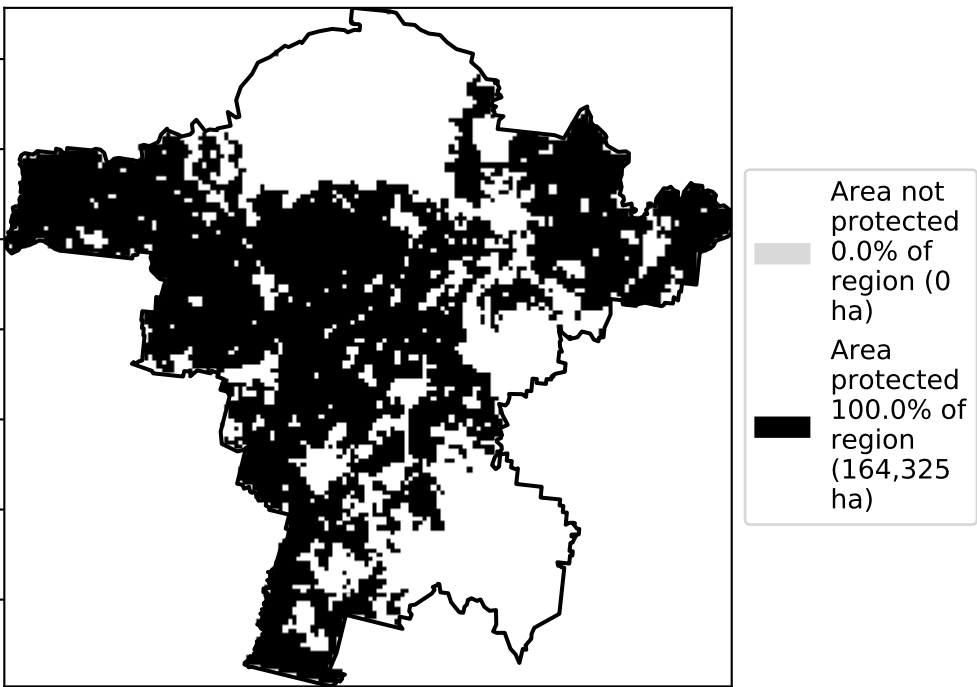 Area not
protected
0.0% of
region (0
ha)
Area
protected
100.0% of
region
(164,325
ha)